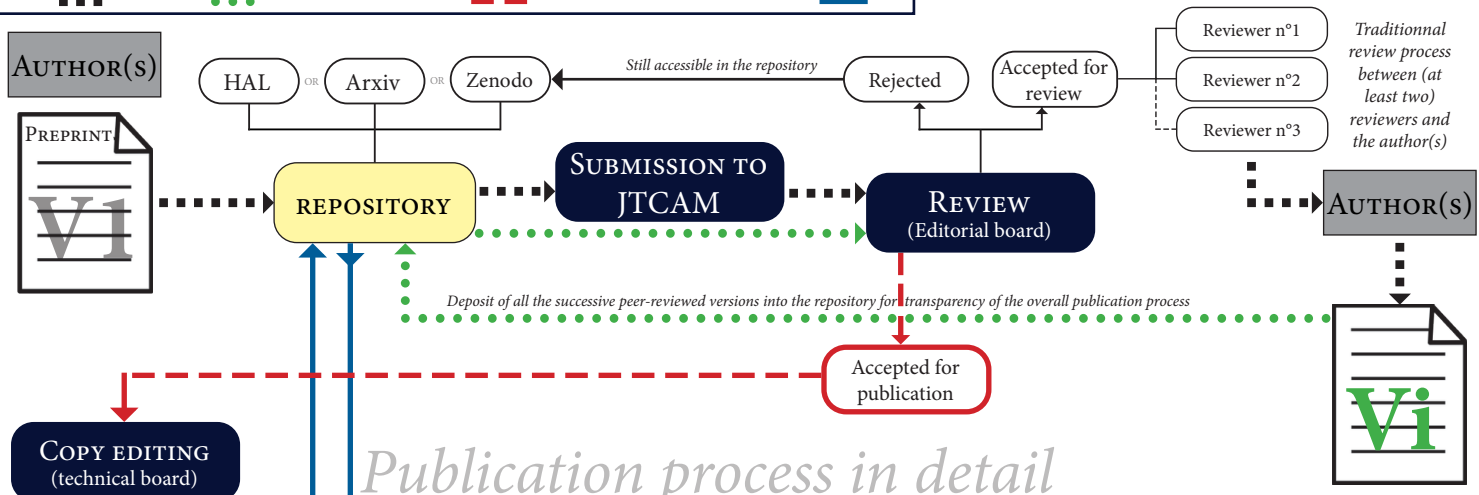 AUTHOR(S)
PREPRINT
V1
HAL
OR
Arxiv
OR
Zenodo
Still accessible in the repository
Rejected
Accepted for
review
Reviewer n°1
Reviewer n°2
Reviewer n°3
Traditionnal
review process
between (at
least two)
reviewers and
the author(s)
REPOSITORY
SUBMISSION TO
JTCAM
REVIEW
(Editorial board)
AUTHOR(S)
Deposit of all the successive peer-reviewed versions into the repository for transparency of the overall publication process
Accepted for
publication
Vi
COPY EDITING
(technical board)
Publication process in detail